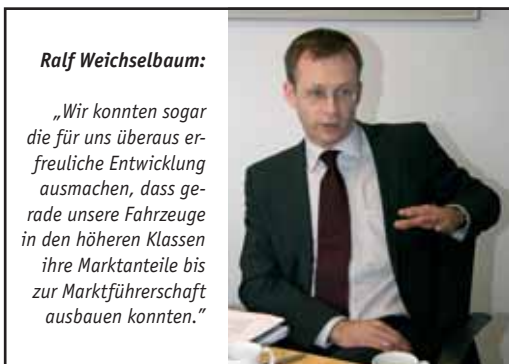 Ralf Weichselbaum:
„Wir konnten sogar
die für uns überaus er-
freuliche Entwicklung
ausmachen, dass ge-
rade unsere Fahrzeuge
in den höheren Klassen
ihre Marktanteile bis
zur Marktführerschaft
ausbauen konnten.”